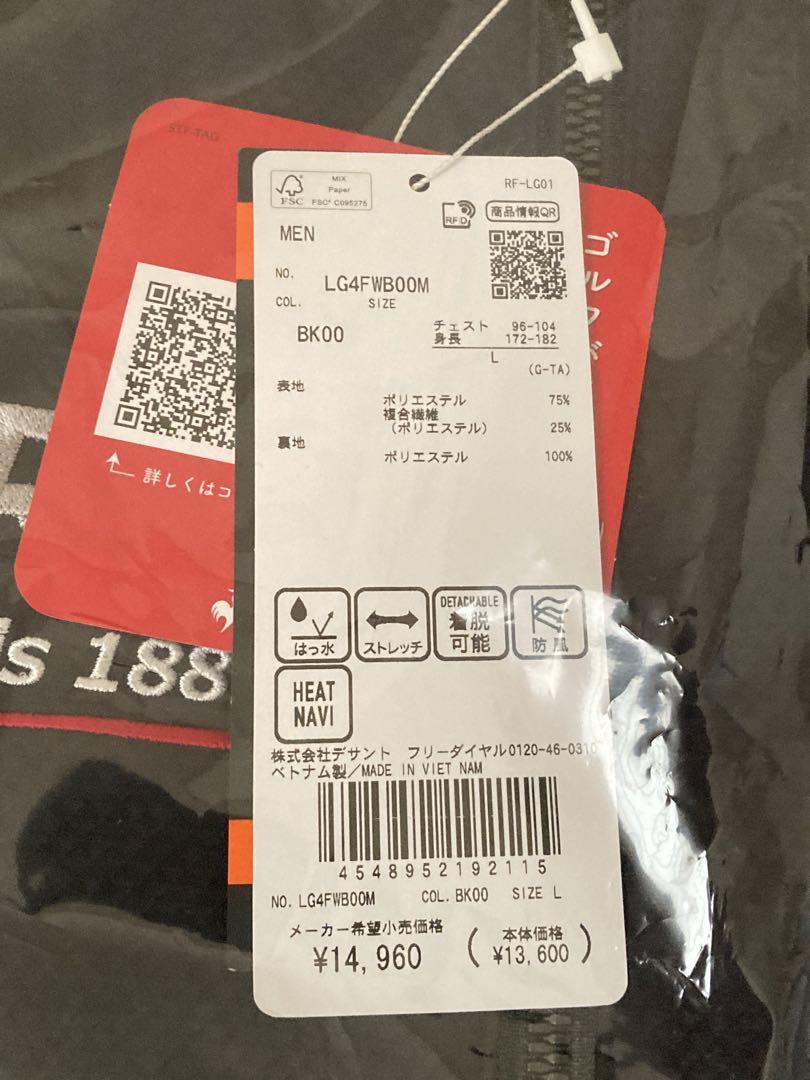 STF-TAG
MIX
Paper
FSC
FSC® C095275
RF-LG01
RFID
商品情報QR
MEN
NO. LG4FWB00M
COL. SIZE
BK00
チェスト 96-104
身長 172-182
L
(G-TA)
表地
ポリエステル 75%
複合繊維
(ポリエステル) 25%
裏地
ポリエステル 100%
はっ水
ストレッチ
DETACHABLE
着脱
可能
防風
HEAT
NAVI
株式会社デサント フリーダイヤル0120-46-0310
ベトナム製/MADE IN VIET NAM
4548952192115
NO. LG4FWB00M COL. BK00 SIZE L
メーカー希望小売価格
¥14,960
(本体価格
¥13,600)
詳しくはコ
ゴルフ
is 188